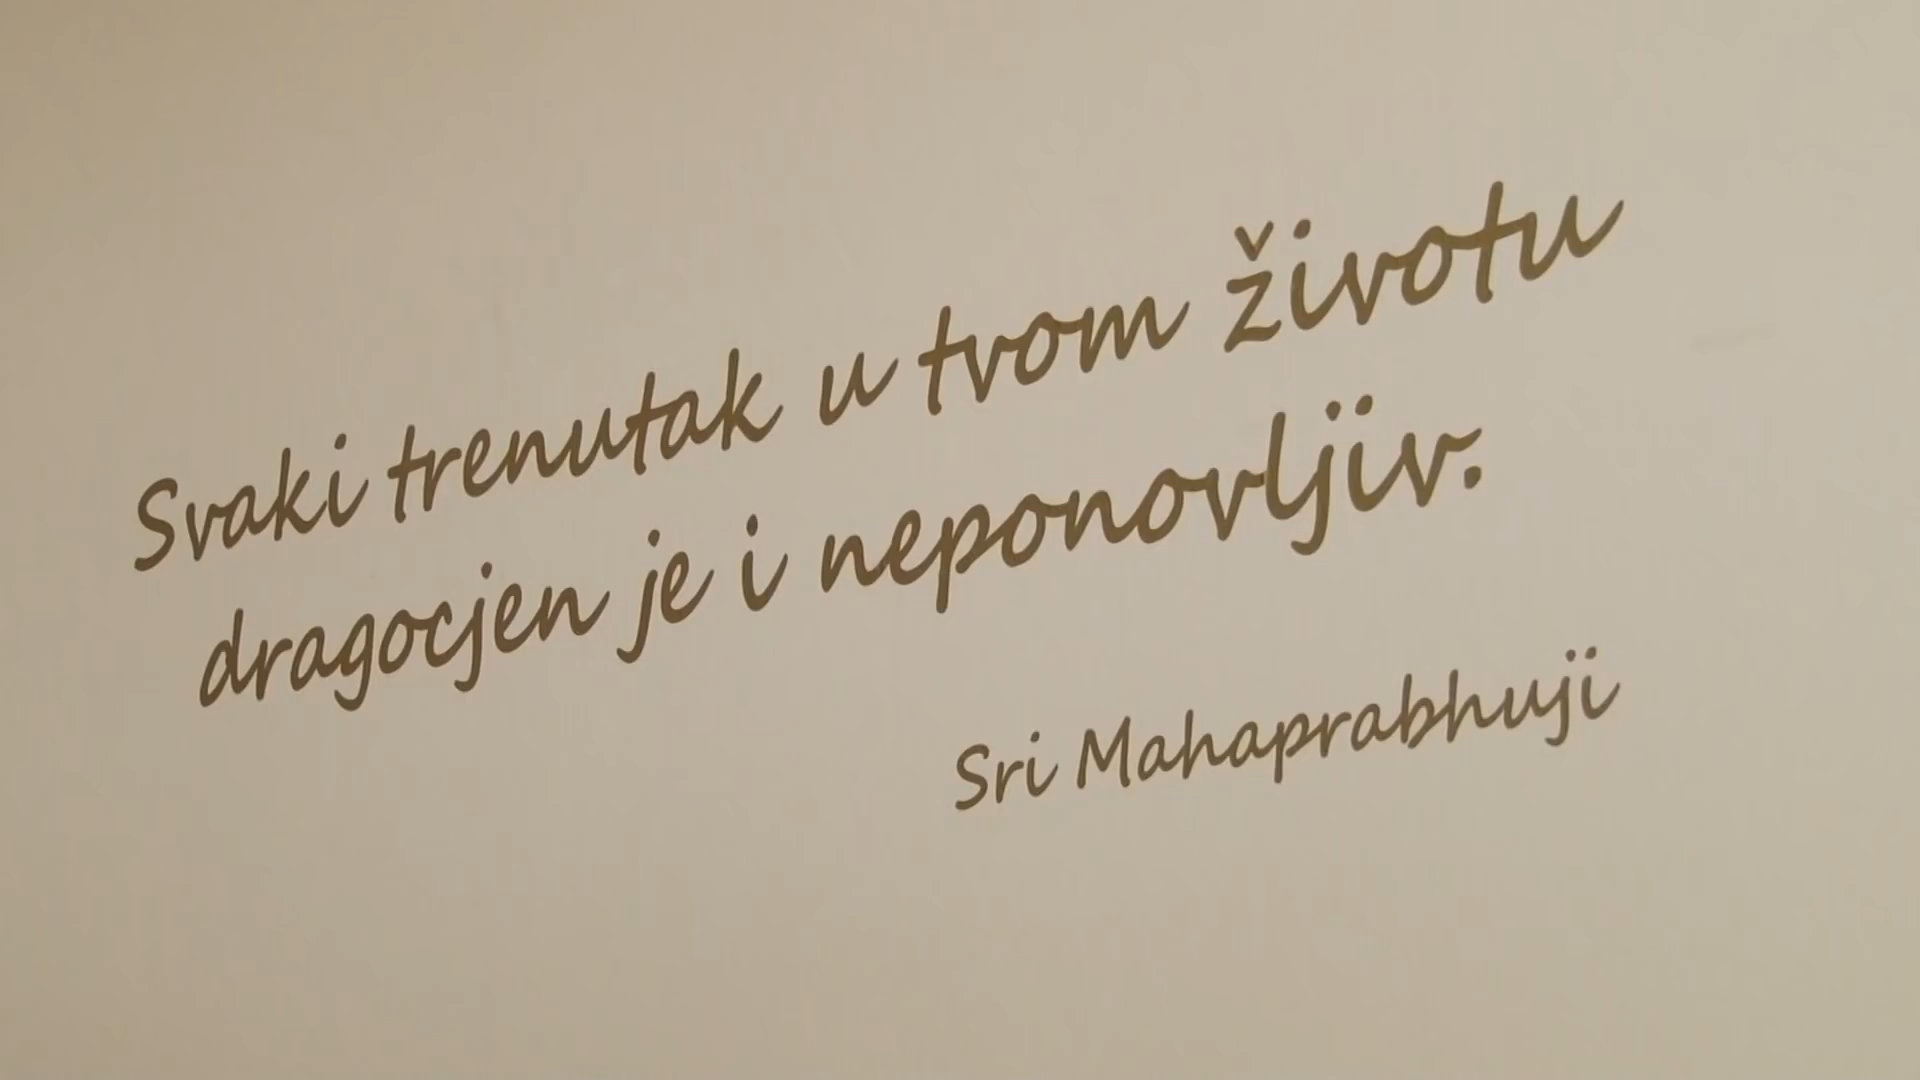 Svaki trenutak u tvom životu
dragocjen je i neponovljiv.
Sri Mahaprabhuji